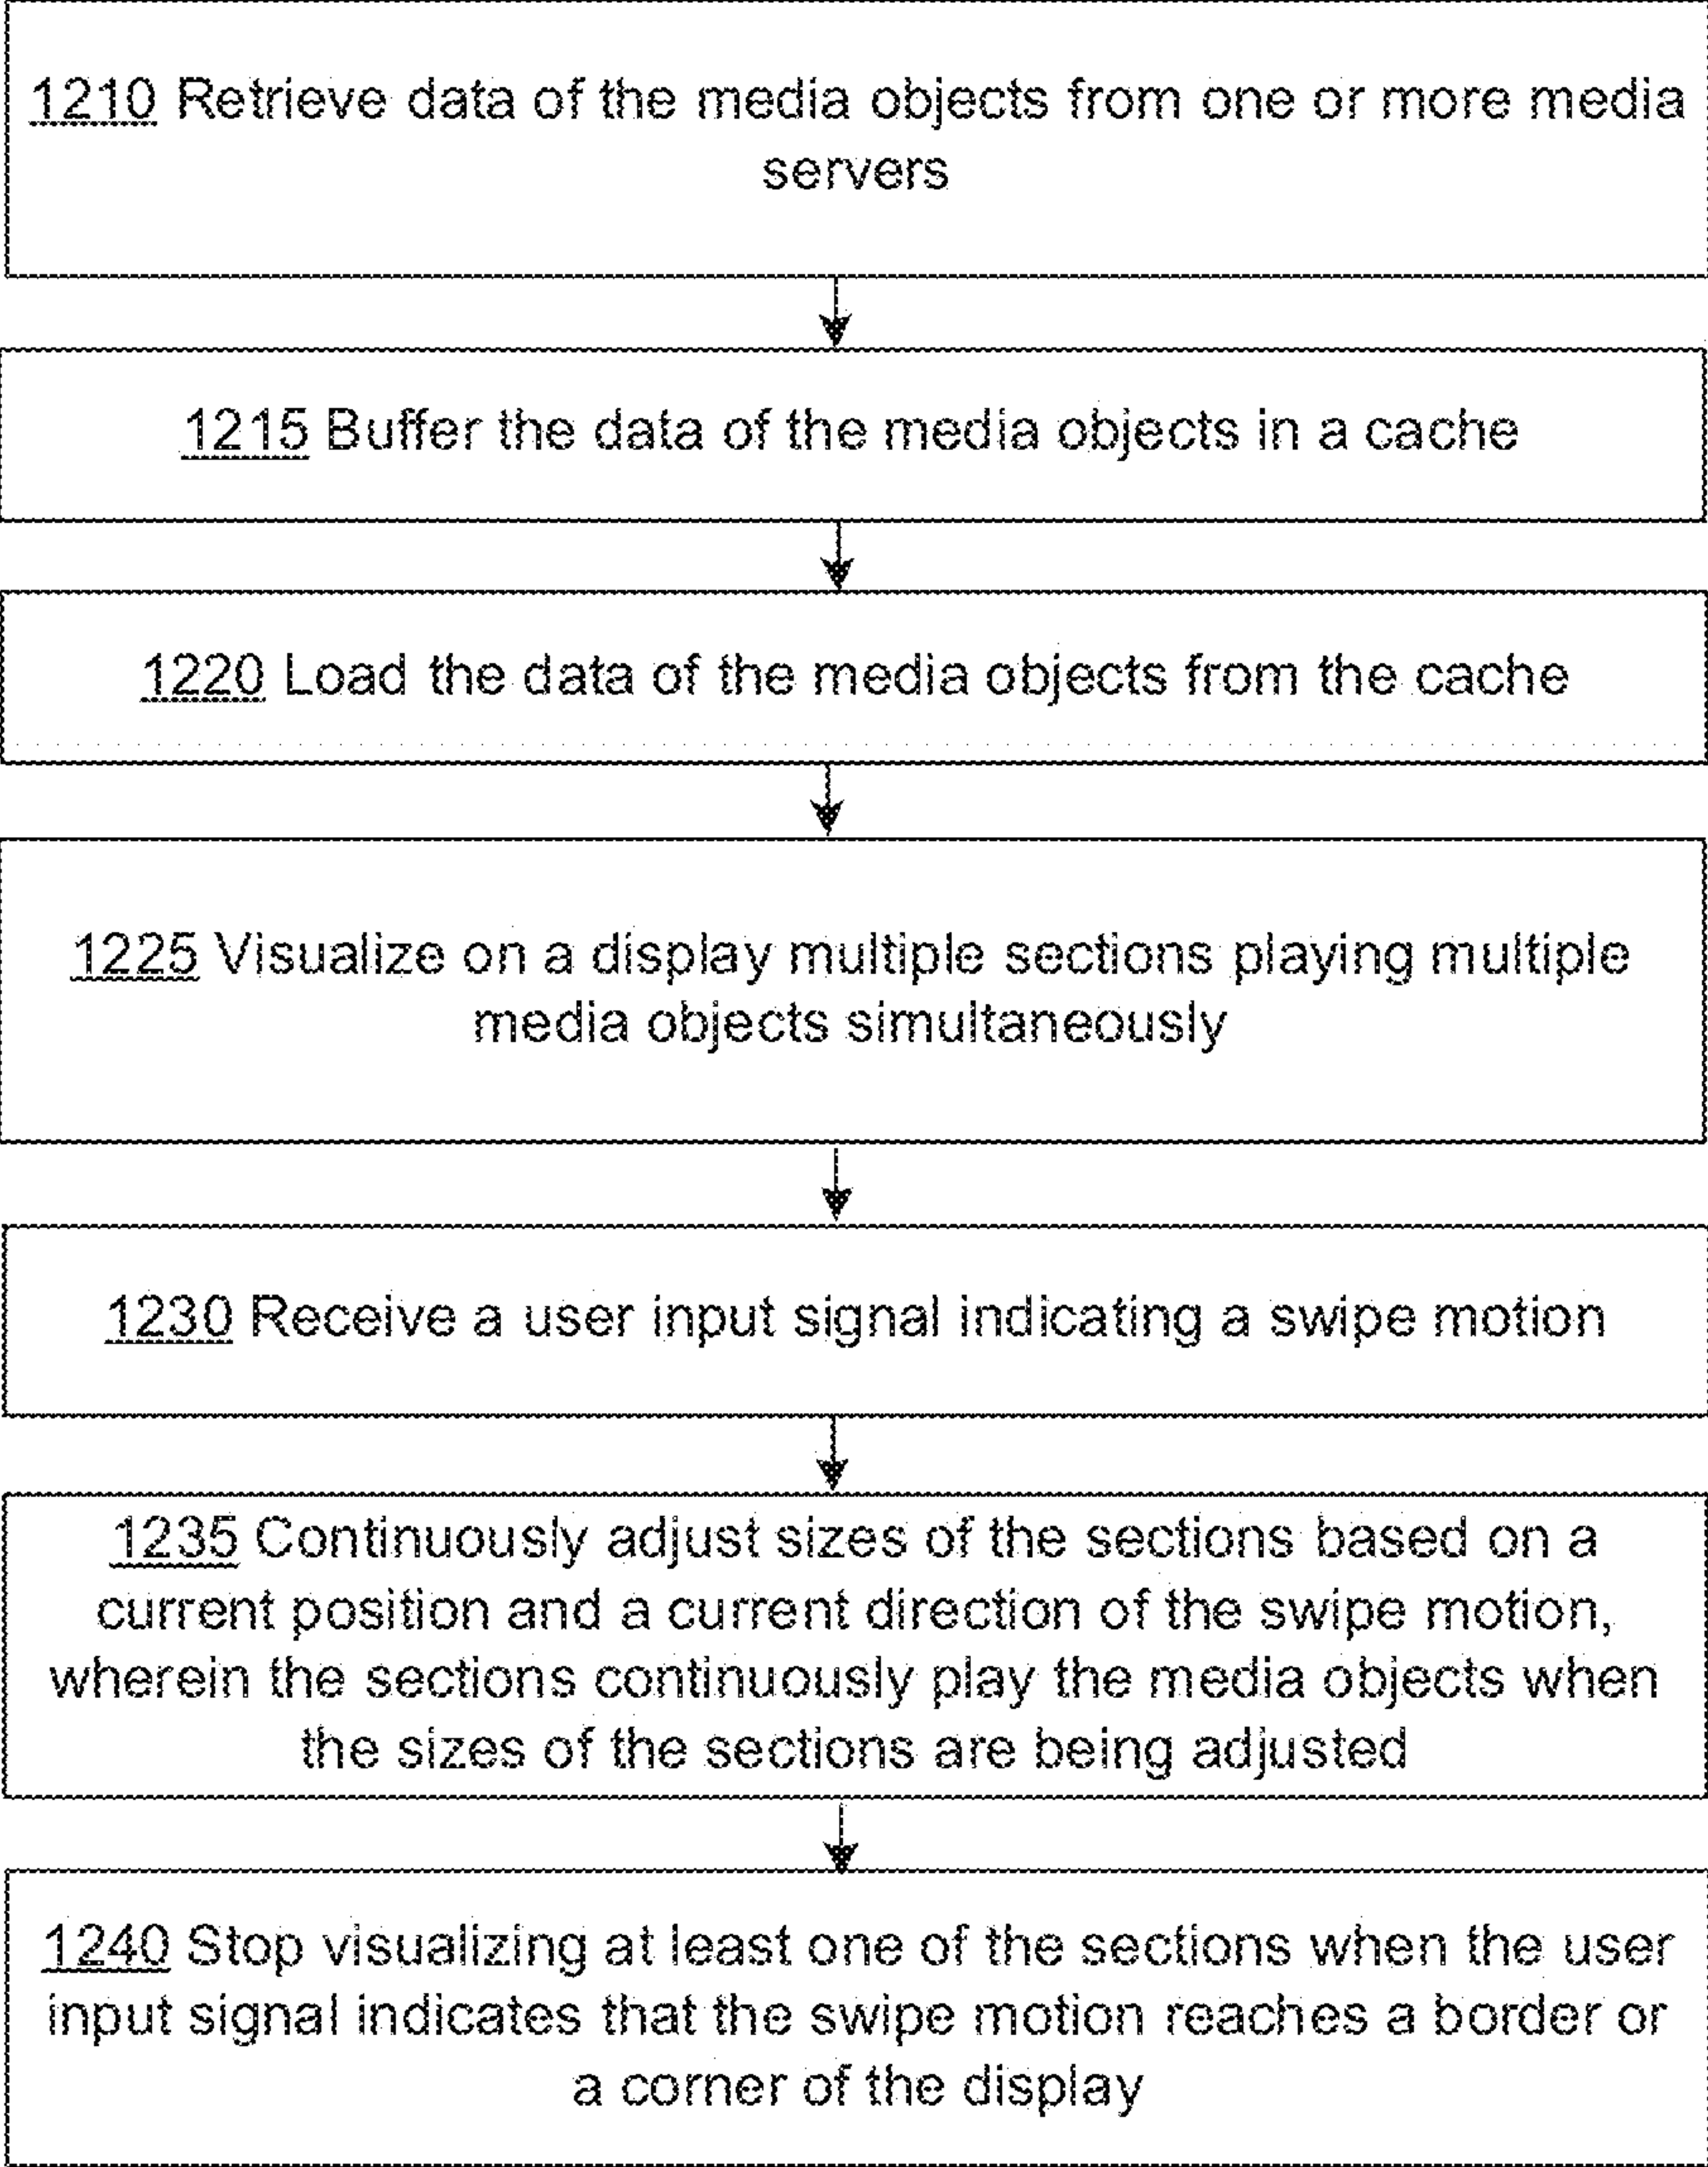 1210 Retrieve data of the media objects from one or more media
servers
1215 Buffer the data of the media objects in a cache
1220 Load the data of the media objects from the cache
1225 Visualize on a display multiple sections playing multiple
media objects simultaneously
1230 Receive a user input signal indicating a swipe motion
1235 Continuously adjust sizes of the sections based on a
current position and a current direction of the swipe motion,
wherein the sections continuously play the media objects when
the sizes of the sections are being adjusted
1240 Stop visualizing at least one of the sections when the user
input signal indicates that the swipe motion reaches a border or
a corner of the display